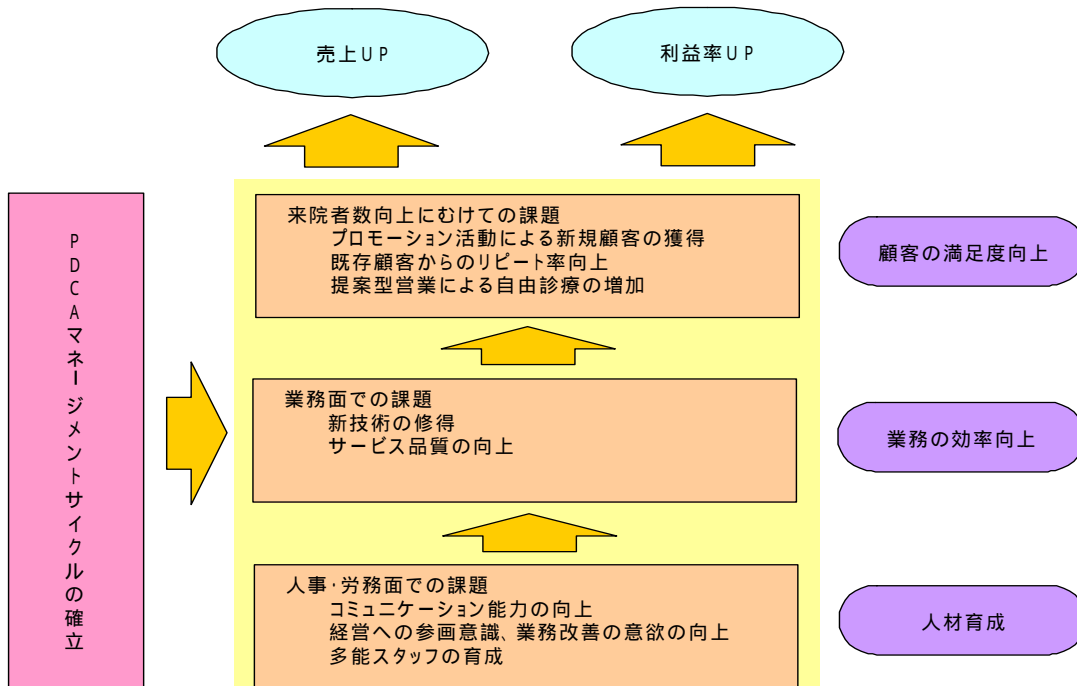 売上UP
利益率UP
PDCAマネージメントサイクルの確立
来院者数向上にむけての課題
プロモーション活動による新規顧客の獲得
既存顧客からのリピート率向上
提案型営業による自由診療の増加
顧客の満足度向上
業務面での課題
新技術の修得
サービス品質の向上
業務の効率向上
人事・労務面での課題
コミュニケーション能力の向上
経営への参画意識、業務改善の意欲の向上
多能スタッフの育成
人材育成